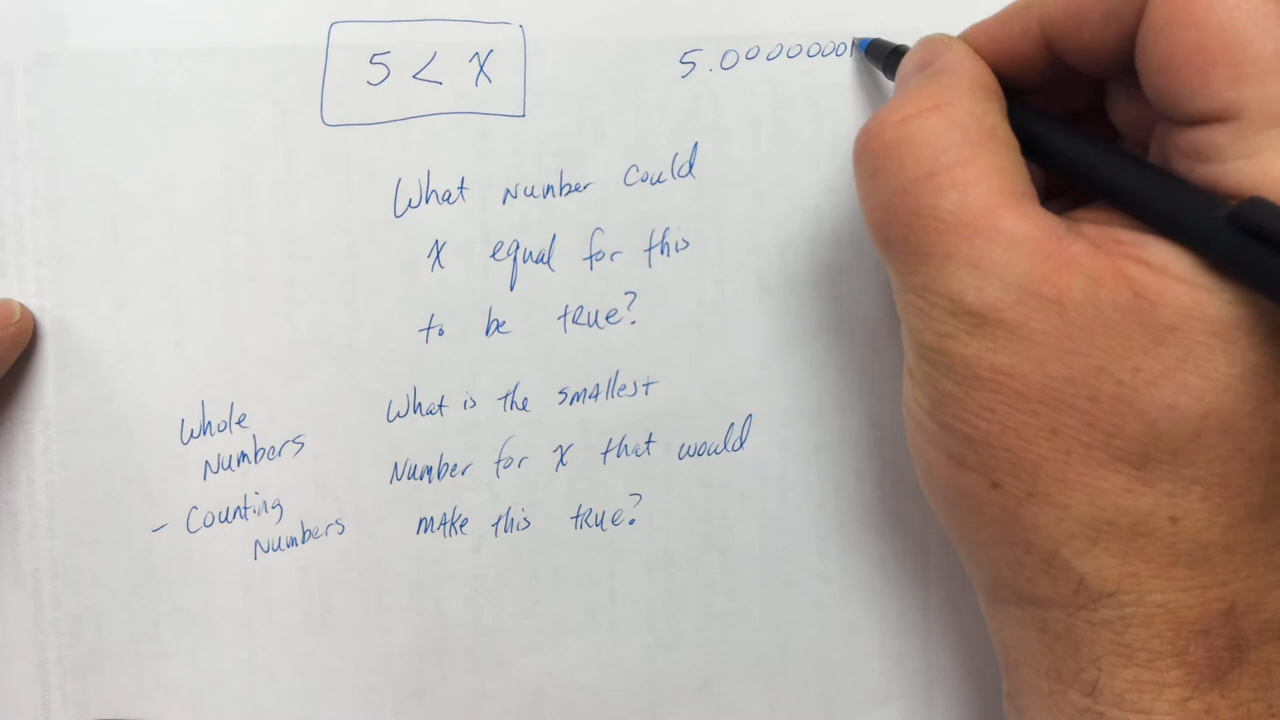 5 < x
5.00000001
What number could
x equal for this
to be true?
What is the smallest
number for x that would
make this true?
Whole
Numbers
- Counting
Numbers